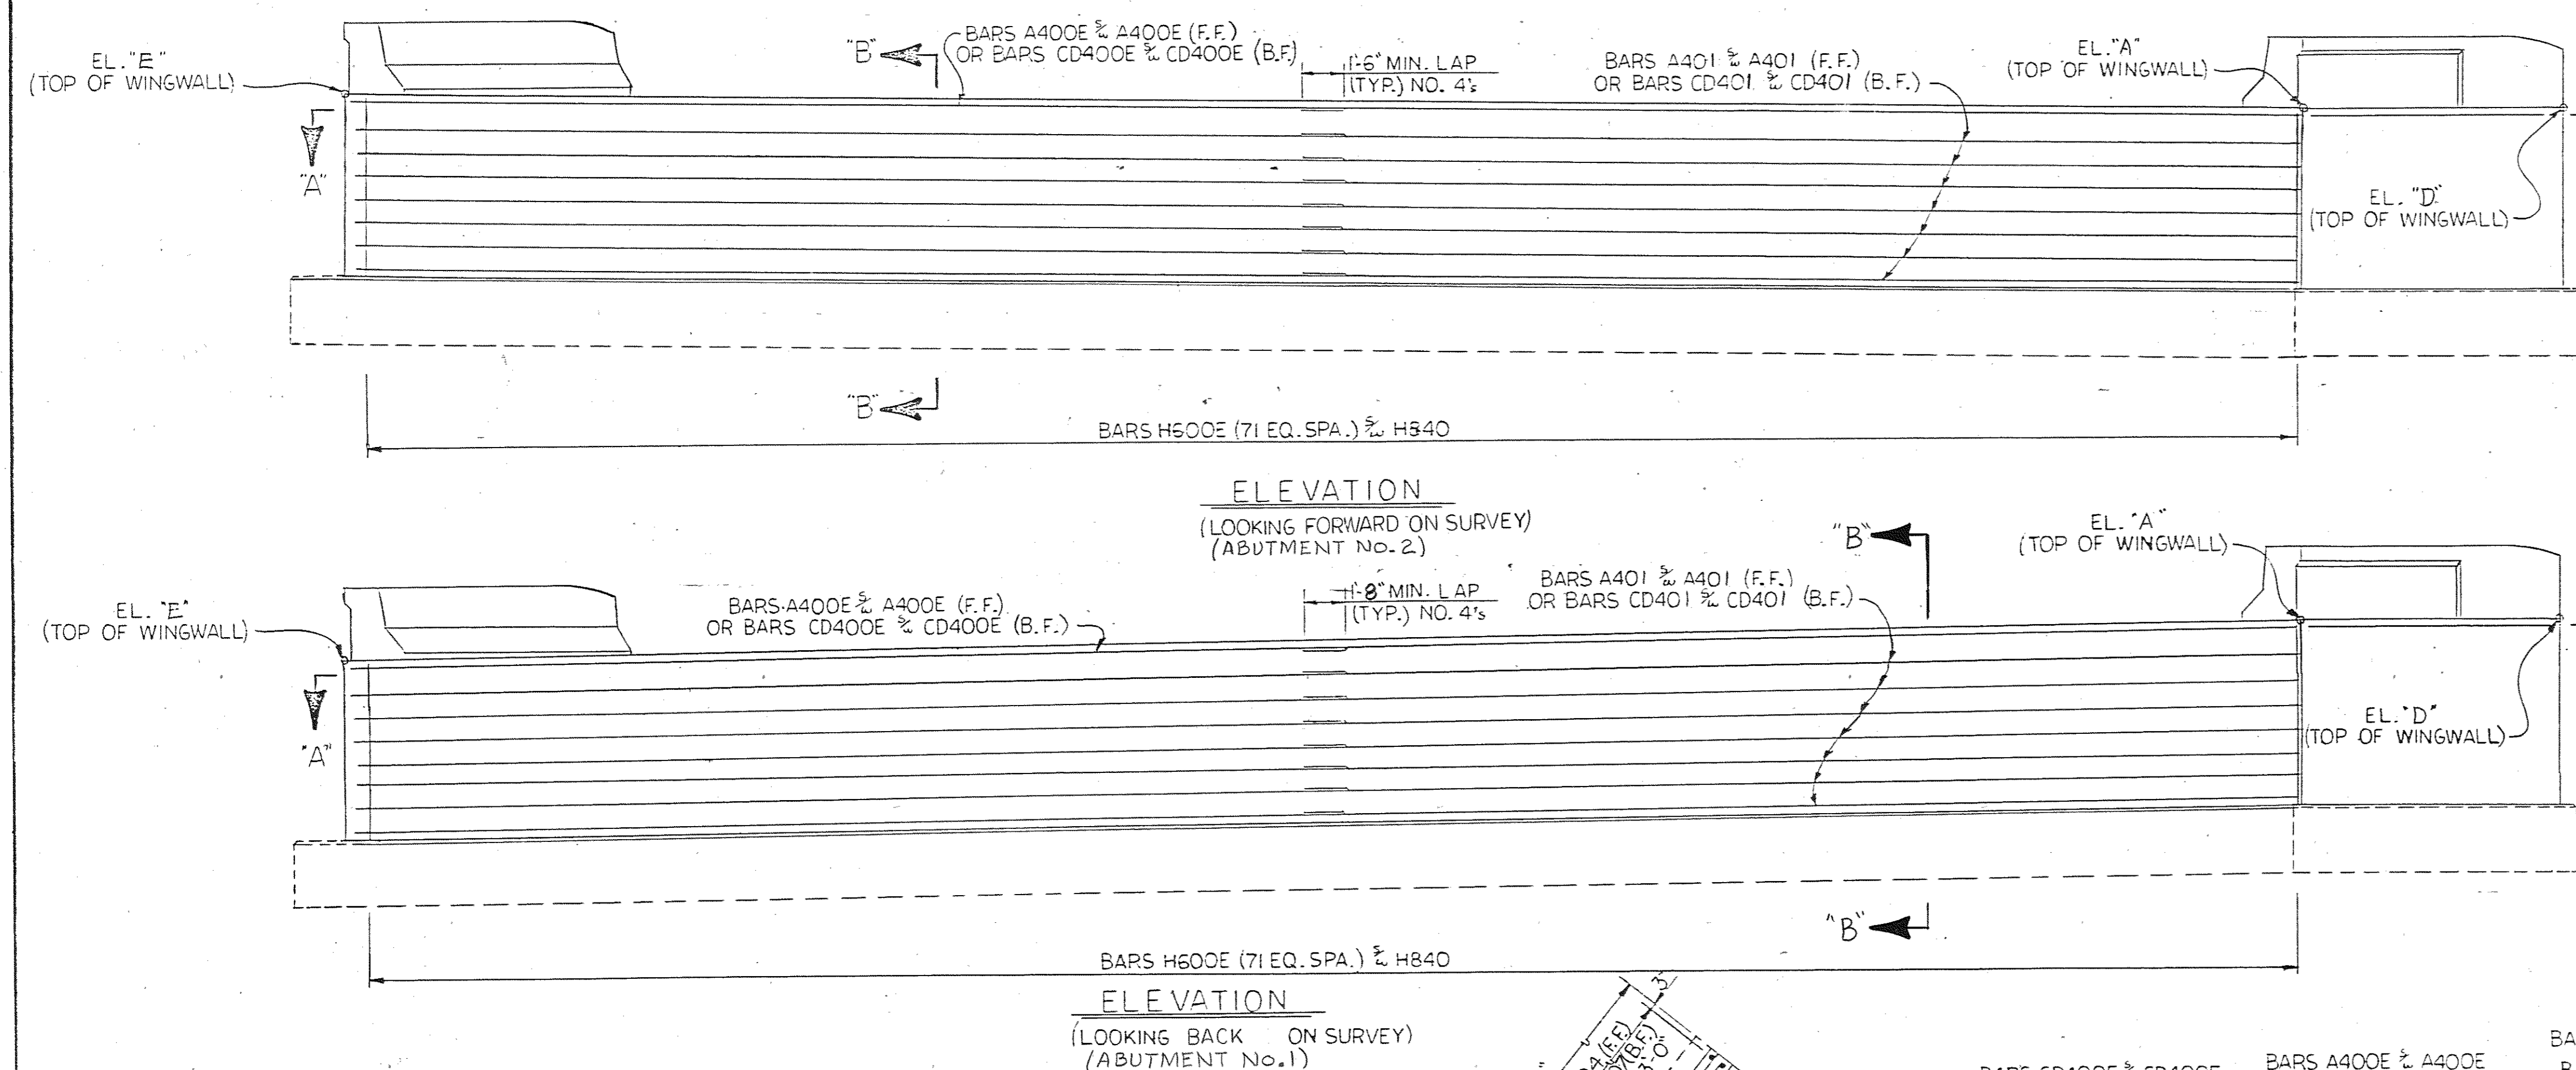 EL. "E"
(TOP OF WINGWALL)
"A"
"B"
BARS A400E S/W A400E (F.F.)
OR BARS CD400E S/W CD400E (B.F.)
1'-6" MIN. LAP
(TYP.) NO. 4's
BARS A401 S/W A401 (F.F.)
OR BARS CD401 S/W CD401 (B.F.)
EL. "A"
(TOP OF WINGWALL)
EL. "D"
(TOP OF WINGWALL)
"B"
BARS H600E (71 EQ. SPA.) S/W H840
ELEVATION
(LOOKING FORWARD ON SURVEY)
(ABUTMENT No. 2)
EL. "E"
(TOP OF WINGWALL)
"A"
BARS A400E S/W A400E (F.F.)
OR BARS CD400E S/W CD400E (B.F.)
1'-8" MIN. LAP
(TYP.) NO. 4's
BARS A401 S/W A401 (F.F.)
OR BARS CD401 S/W CD401 (B.F.)
"B"
EL. "A"
(TOP OF WINGWALL)
EL. "D"
(TOP OF WINGWALL)
"B"
BARS H600E (71 EQ. SPA.) S/W H840
ELEVATION
(LOOKING BACK ON SURVEY)
(ABUTMENT No. 1)
(F.F.)
(B.F.)
BARS A400E S/W A400E
BA